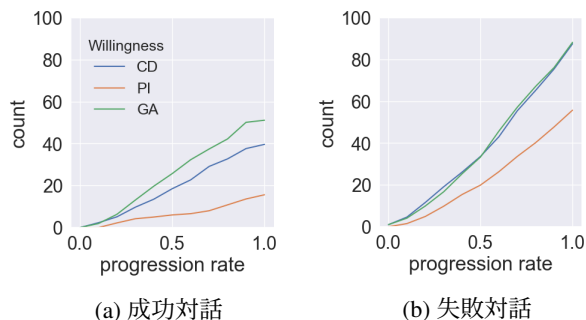 100
80
60
40
20
0
count
Willingness
CD
PI
GA
0.0 0.5 1.0
progression rate
(a) 成功対話
100
80
60
40
20
0
count
0.0 0.5 1.0
progression rate
(b) 失敗対話